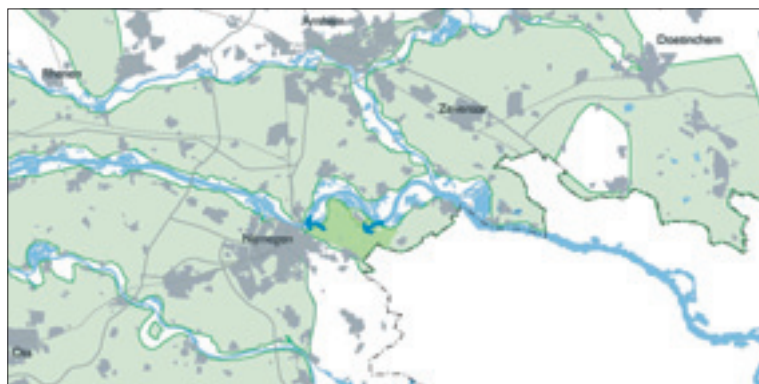 Arnhem
Doetinchem
Rhenen
Zevenaar
Nijmegen
Oss